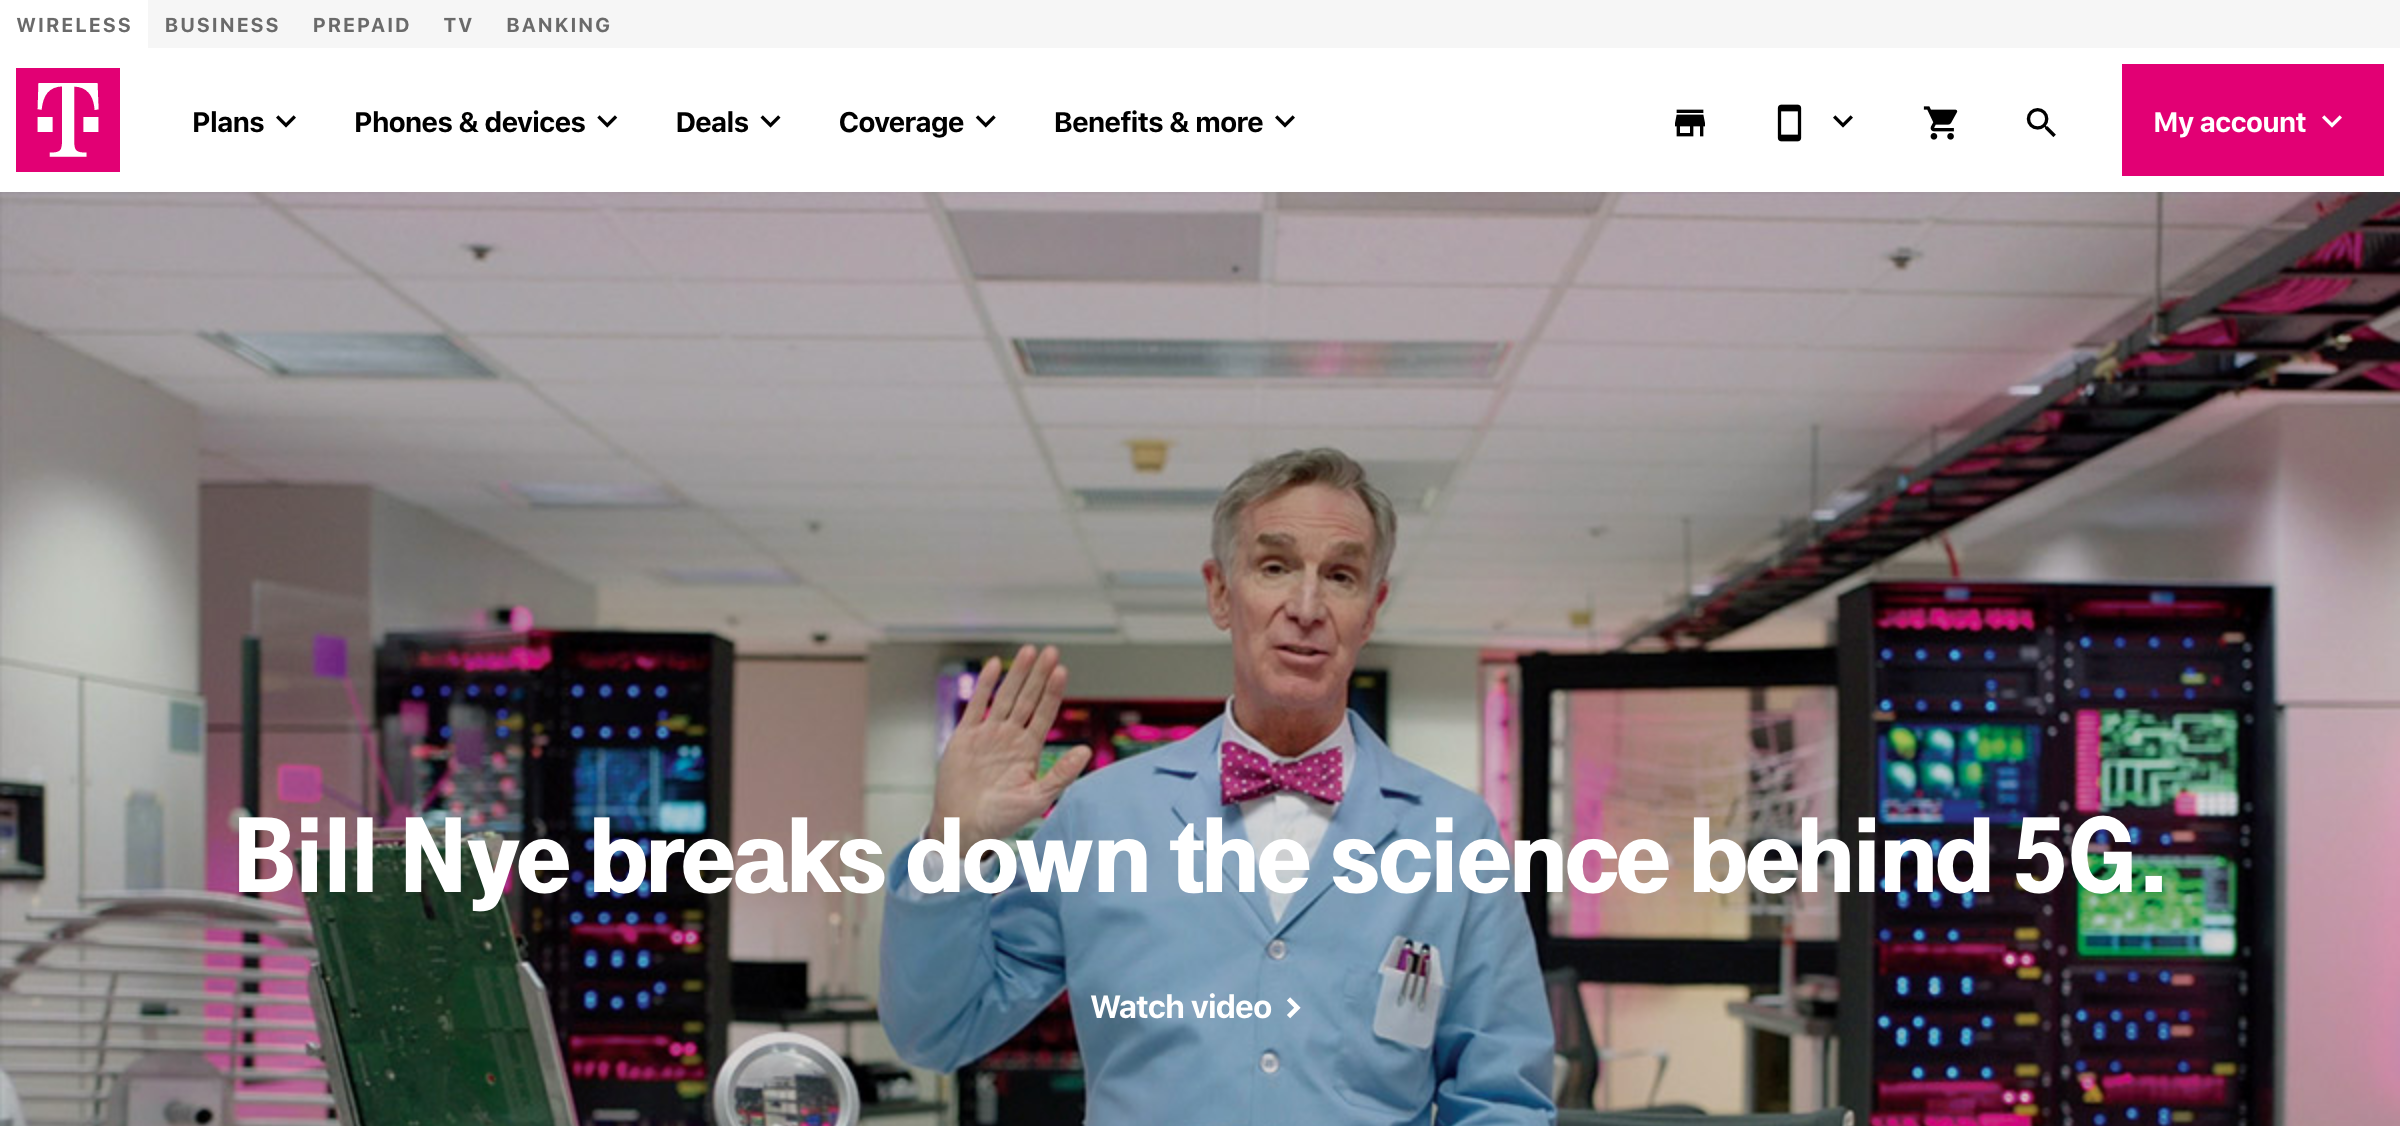 WIRELESS BUSINESS PREPAID TV BANKING
T Plans Phones & devices Deals Coverage Benefits & more My account
Bill Nye breaks down the science behind 5G.
Watch video